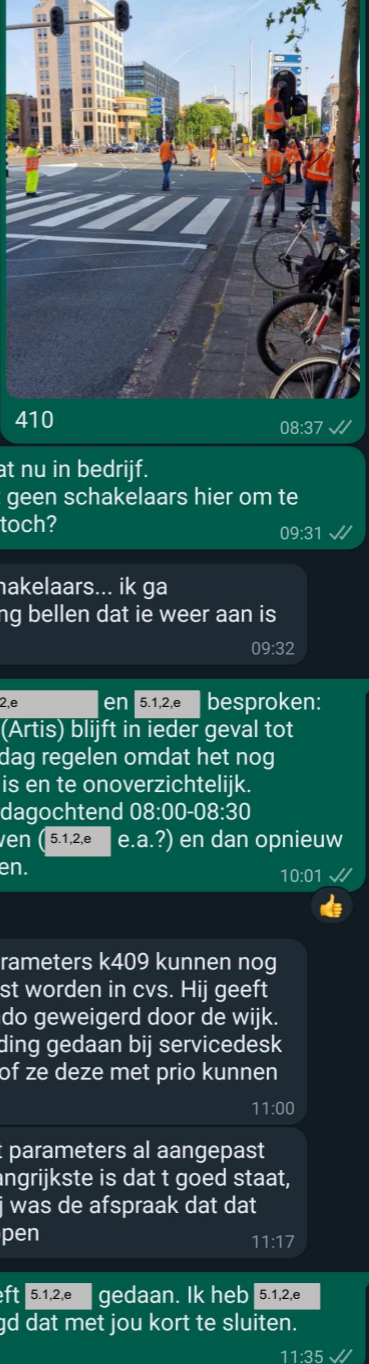 410
08:37
at nu in bedrijf.
geen schakelaars hier om te
toch?
09:31
hakelaars... ik ga
ng bellen dat ie weer aan is
09:32
2,e en 5.1,2,e besproken:
(Artis) blijft in ieder geval tot
dag regelen omdat het nog
is en te onoverzichtelijk.
dagochtend 08:00-08:30
wen (5.1,2,e e.a.?) en dan opnieuw
en.
10:01
👍
rameters k409 kunnen nog
st worden in cvs. Hij geeft
ndo geweigerd door de wijk.
ding gedaan bij servicedesk
of ze deze met prio kunnen
11:00
t parameters al aangepast
angrijkste is dat t goed staat,
j was de afspraak dat dat
pen
11:17
eft 5.1,2,e gedaan. Ik heb 5.1,2,e
gd dat met jou kort te sluiten.
11:35